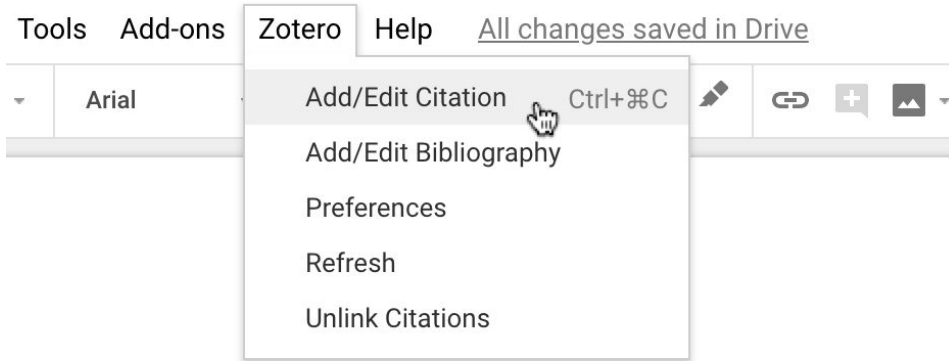 Tools Add-ons Zotero Help All changes saved in Drive
Arial
Add/Edit Citation Ctrl+⌘C
Add/Edit Bibliography
Preferences
Refresh
Unlink Citations